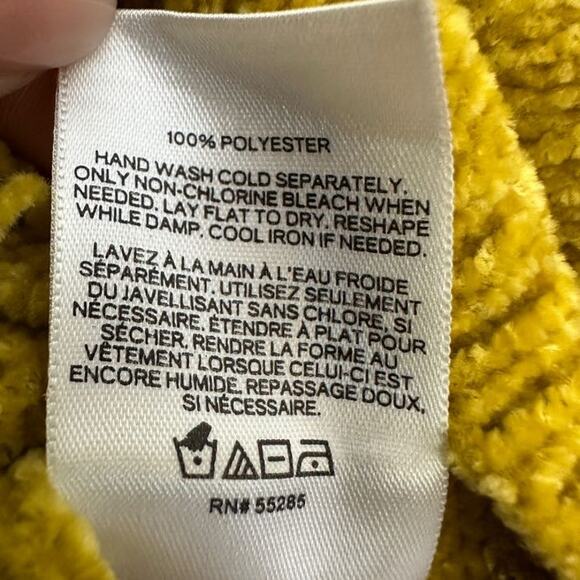 100% POLYESTER
HAND WASH COLD SEPARATELY.
ONLY NON-CHLORINE BLEACH WHEN
NEEDED. LAY FLAT TO DRY. RESHAPE
WHILE DAMP. COOL IRON IF NEEDED.
LAVEZ À LA MAIN À L'EAU FROIDE
SÉPARÉMENT. UTILISEZ SEULEMENT
DU JAVELLISANT SANS CHLORE, SI
NÉCESSAIRE. ÉTENDRE À PLAT POUR
SÉCHER. RENDRE LA FORME AU
VÊTEMENT LORSQUE CELUI-CI EST
ENCORE HUMIDE. REPASSAGE DOUX,
SI NÉCESSAIRE.
RN# 55285